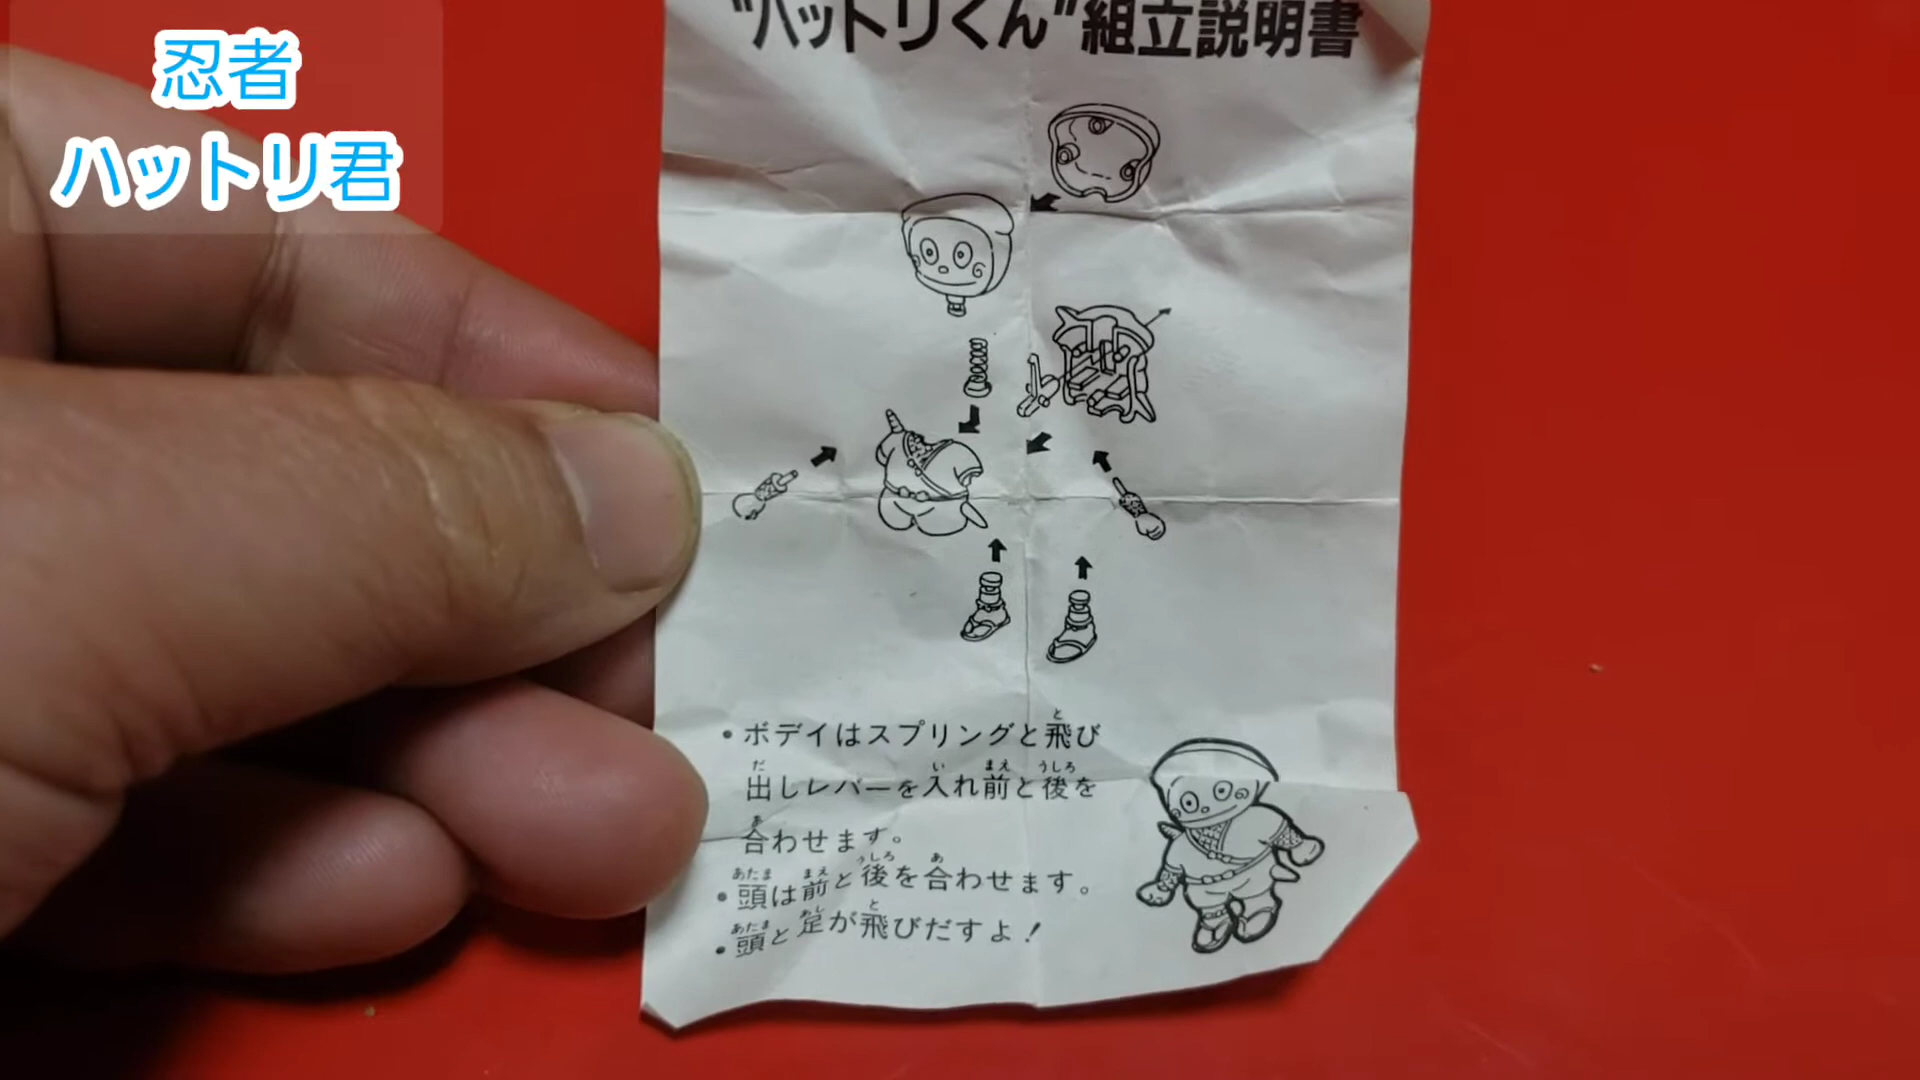 忍者
ハットリ君
"ハットリくん"組立説明書
•ボデイはスプリングと飛び
出しレバーを入れ前と後を
合わせます。
•頭は前と後を合わせます。
•頭と足が飛びだすよ！